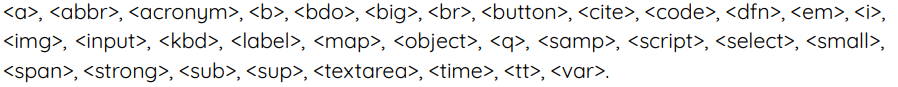 <a>, <abbr>, <acronym>, <b>, <bdo>, <big>, <br>, <button>, <cite>, <code>, <dfn>, <em>, <i>,
<img>, <input>, <kbd>, <label>, <map>, <object>, <q>, <samp>, <script>, <select>, <small>,
<span>, <strong>, <sub>, <sup>, <textarea>, <time>, <tt>, <var>.